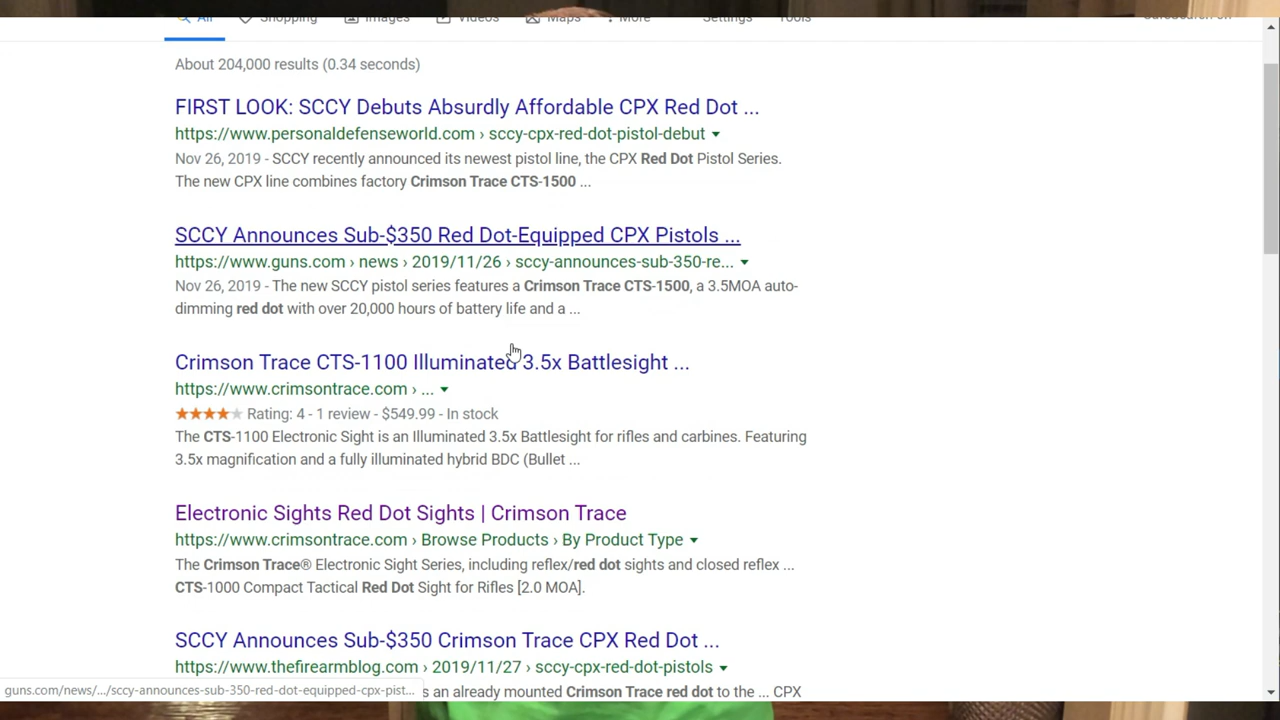 All Shopping Images Videos Maps More Settings Tools
About 204,000 results (0.34 seconds)
FIRST LOOK: SCCY Debuts Absurdly Affordable CPX Red Dot ...
https://www.personaldefenseworld.com › sccy-cpx-red-dot-pistol-debut
Nov 26, 2019 - SCCY recently announced its newest pistol line, the CPX Red Dot Pistol Series.
The new CPX line combines factory Crimson Trace CTS-1500 ...
SCCY Announces Sub-$350 Red Dot-Equipped CPX Pistols ...
https://www.guns.com › news › 2019/11/26 › sccy-announces-sub-350-re...
Nov 26, 2019 - The new SCCY pistol series features a Crimson Trace CTS-1500, a 3.5MOA auto-
dimming red dot with over 20,000 hours of battery life and a ...
Crimson Trace CTS-1100 Illuminated 3.5x Battlesight ...
https://www.crimsontrace.com › ...
Rating: 4 - 1 review - $549.99 - In stock
The CTS-1100 Electronic Sight is an Illuminated 3.5x Battlesight for rifles and carbines. Featuring
3.5x magnification and a fully illuminated hybrid BDC (Bullet ...
Electronic Sights Red Dot Sights | Crimson Trace
https://www.crimsontrace.com › Browse Products › By Product Type
The Crimson Trace® Electronic Sight Series, including reflex/red dot sights and closed reflex ...
CTS-1000 Compact Tactical Red Dot Sight for Rifles [2.0 MOA].
SCCY Announces Sub-$350 Crimson Trace CPX Red Dot ...
https://www.thefirearmblog.com › 2019/11/27 › sccy-cpx-red-dot-pistols
guns.com/news/.../sccy-announces-sub-350-red-dot-equipped-cpx-pist...
s an already mounted Crimson Trace red dot to the ... CPX